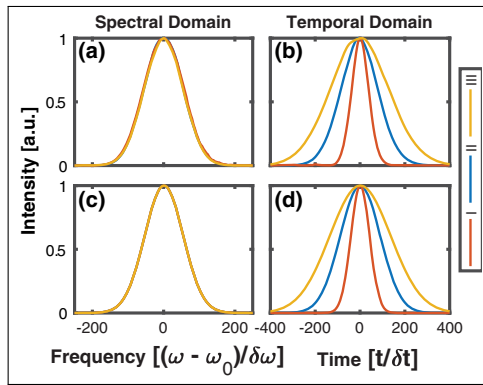 Spectral Domain Temporal Domain
(a) (b)
1
0.5
0
(c) (d)
1
0.5
0
-200 0 200 -400 -200 0 200 400
Intensity [a.u.]
Frequency [(ω - ω0)/δω] Time [t/δt]
III
II
I